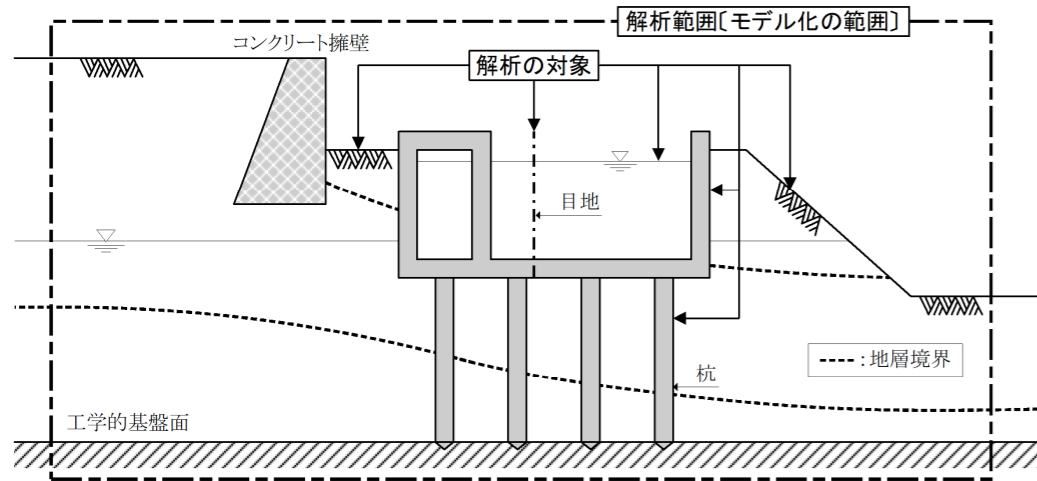 解析範囲〔モデル化の範囲〕
コンクリート擁壁
解析の対象
目地
:地層境界
杭
工学的基盤面